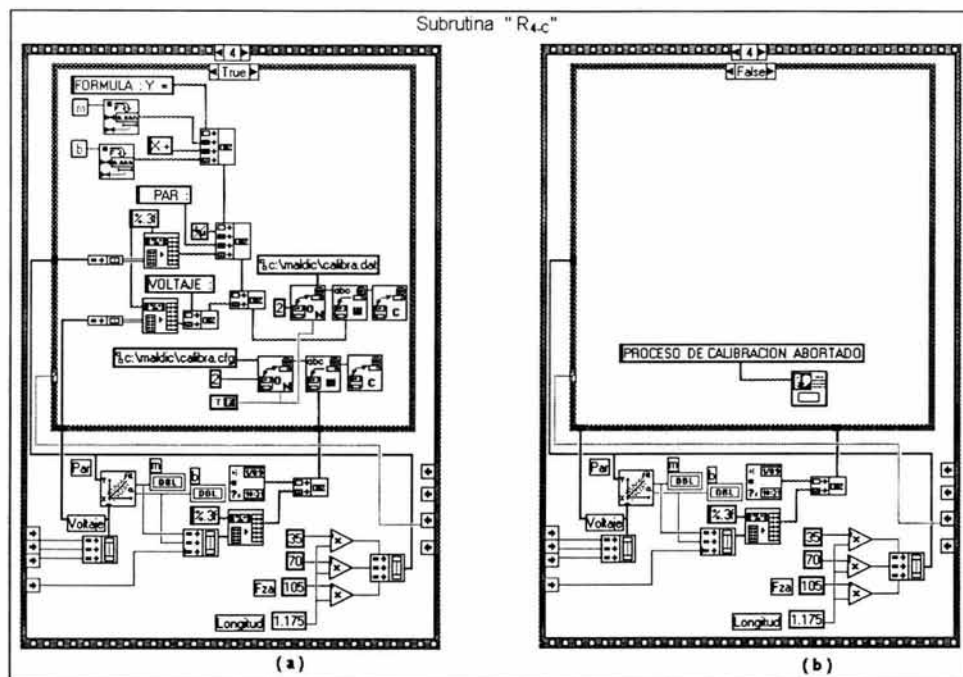 Subrutina " R4-C"
4
True
FORMULA : Y =
m
b
X +
PAR :
%.3f
c:\maldic\calibra.dat
VOLTAJE :
2
N
abc
C
c:\maldic\calibra.cfg
2
N
abc
C
T
Par
m
DBL
b
DBL
Voltaje
%.3f
35
70
Fza
105
Longitud
1.175
(a)
4
False
PROCESO DE CALIBRACION ABORTADO
Par
m
DBL
b
DBL
Voltaje
%.3f
35
70
Fza
105
Longitud
1.175
(b)